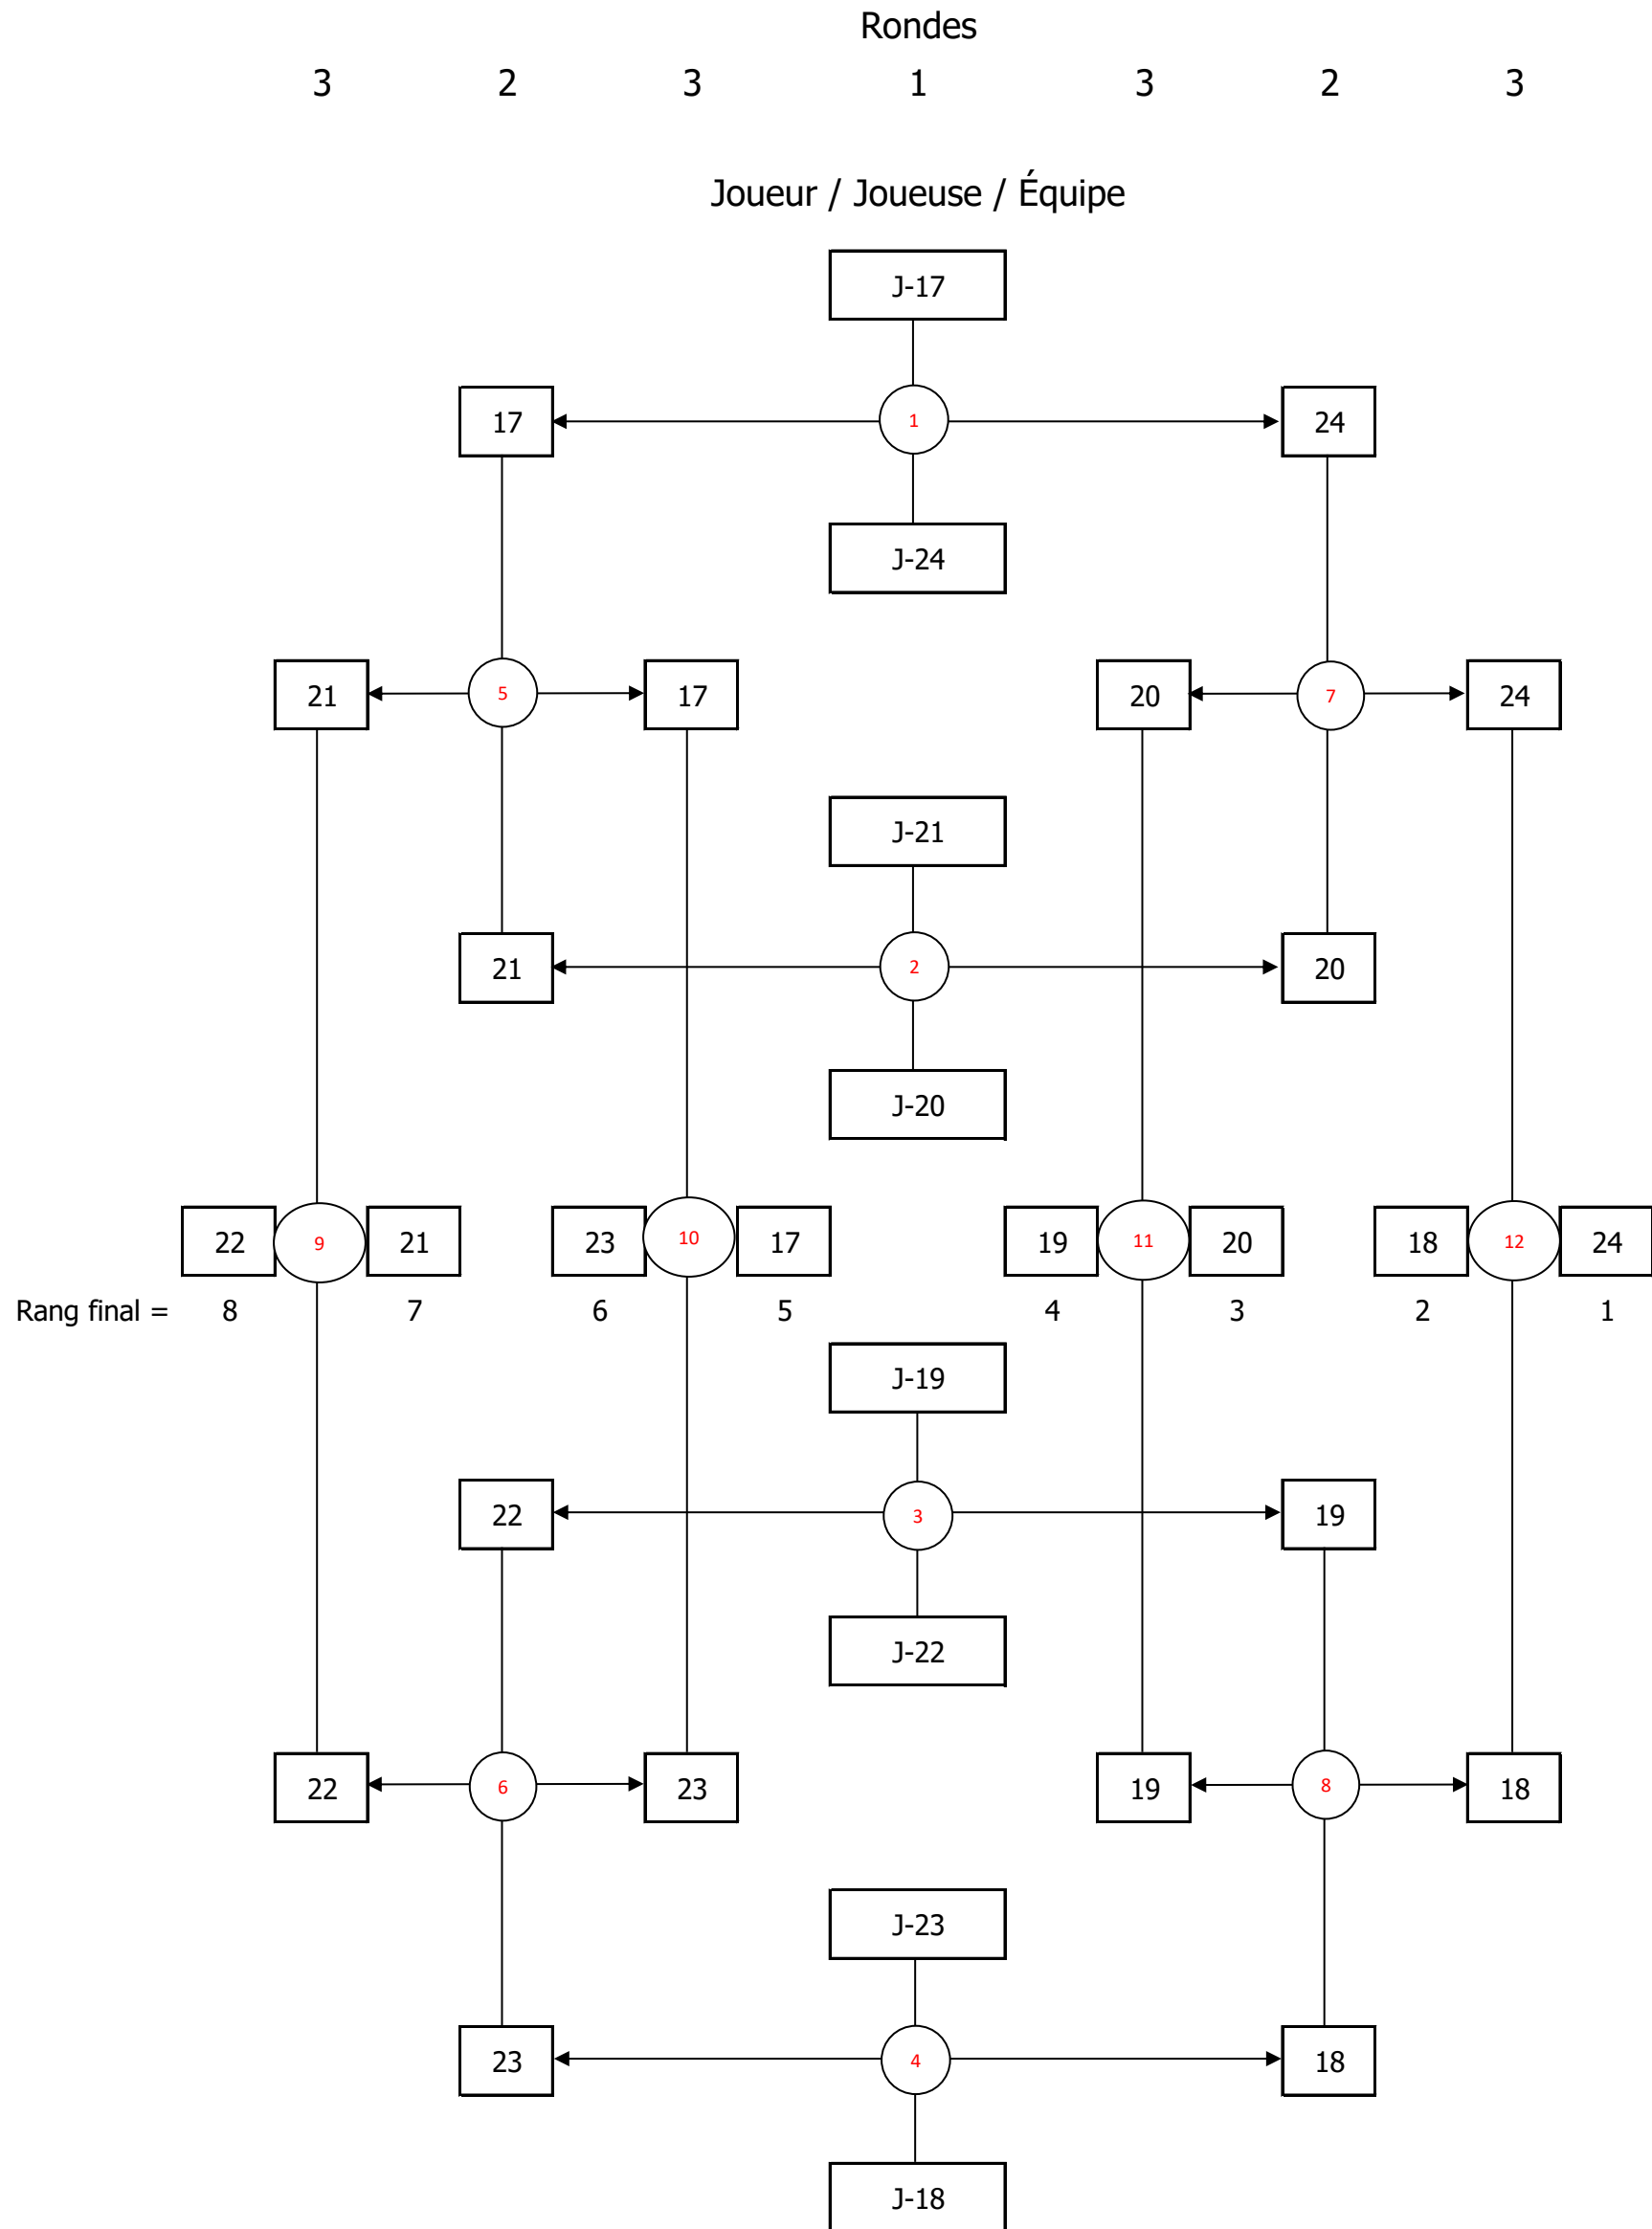 Rondes
3 2 3 1 3 2 3
Joueur / Joueuse / Équipe
J-17
17 1 24
J-24
21 5 17 20 7 24
J-21
21 2 20
J-20
22 9 21 23 10 17 19 11 20 18 12 24
Rang final = 8 7 6 5 4 3 2 1
J-19
22 3 19
J-22
22 6 23 19 8 18
J-23
23 4 18
J-18